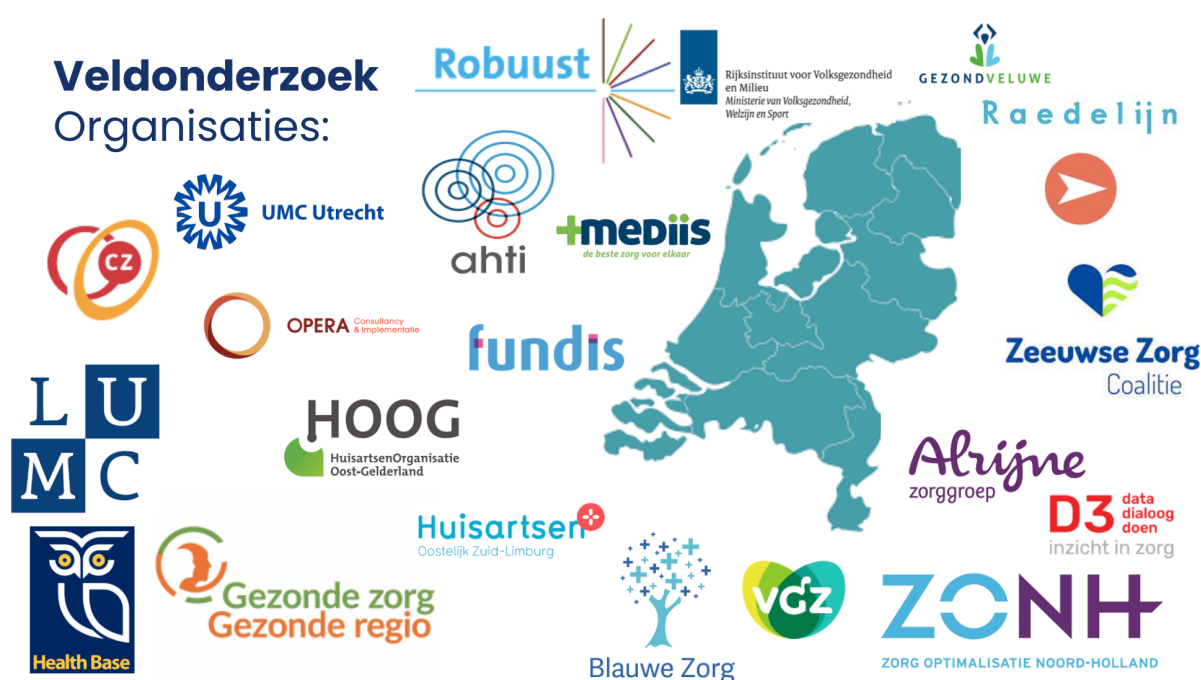 Veldonderzoek
Organisaties:
Robuust
Rijksinstituut voor Volksgezondheid
en Milieu
Ministerie van Volksgezondheid,
Welzijn en Sport
GEZONDVELUWE
Raedelijn
UMC Utrecht
U
ahti
+mediis
de beste zorg voor elkaar
CZ
OPERA Consultancy
& Implementatie
fundis
Zeeuwse Zorg
Coalitie
L U
M C
HOOG
HuisartsenOrganisatie
Oost-Gelderland
Alrijne
zorggroep
D3 data
dialoog
doen
inzicht in zorg
Huisartsen
Oostelijk Zuid-Limburg
Health Base
Gezonde zorg
Gezonde regio
Blauwe Zorg
VGZ
ZONH
ZORG OPTIMALISATIE NOORD-HOLLAND